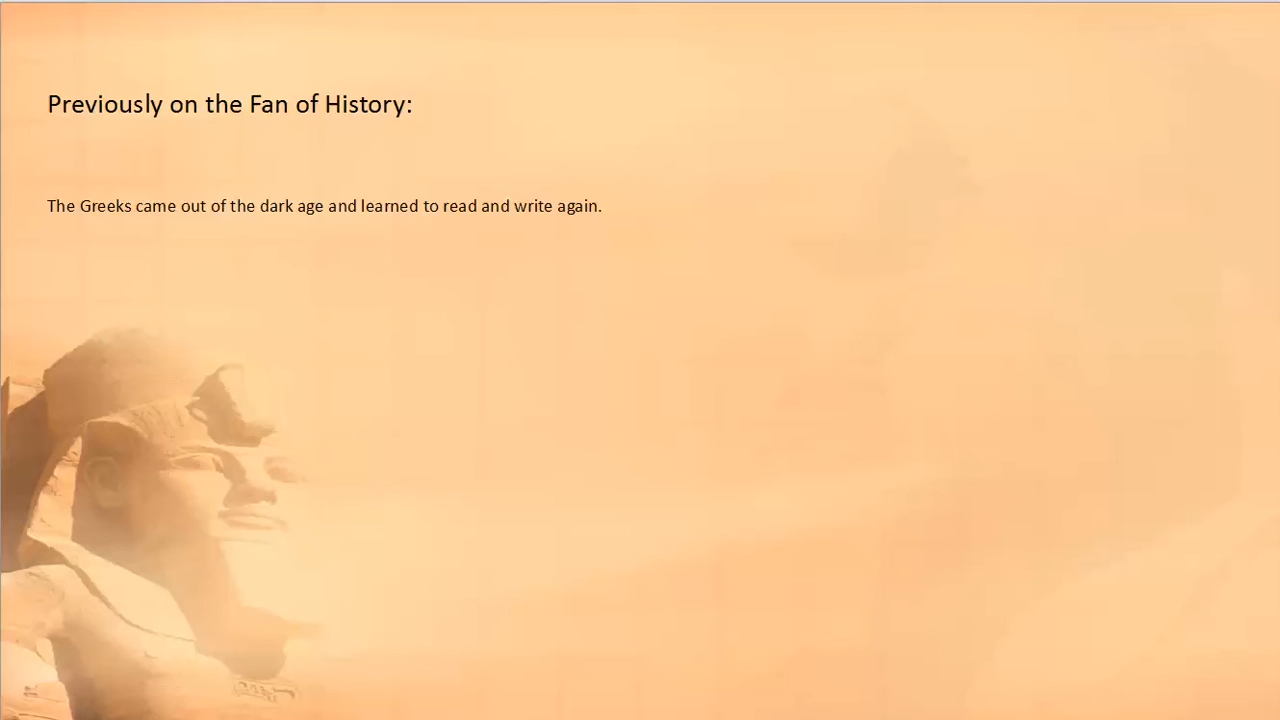 Previously on the Fan of History:
The Greeks came out of the dark age and learned to read and write again.